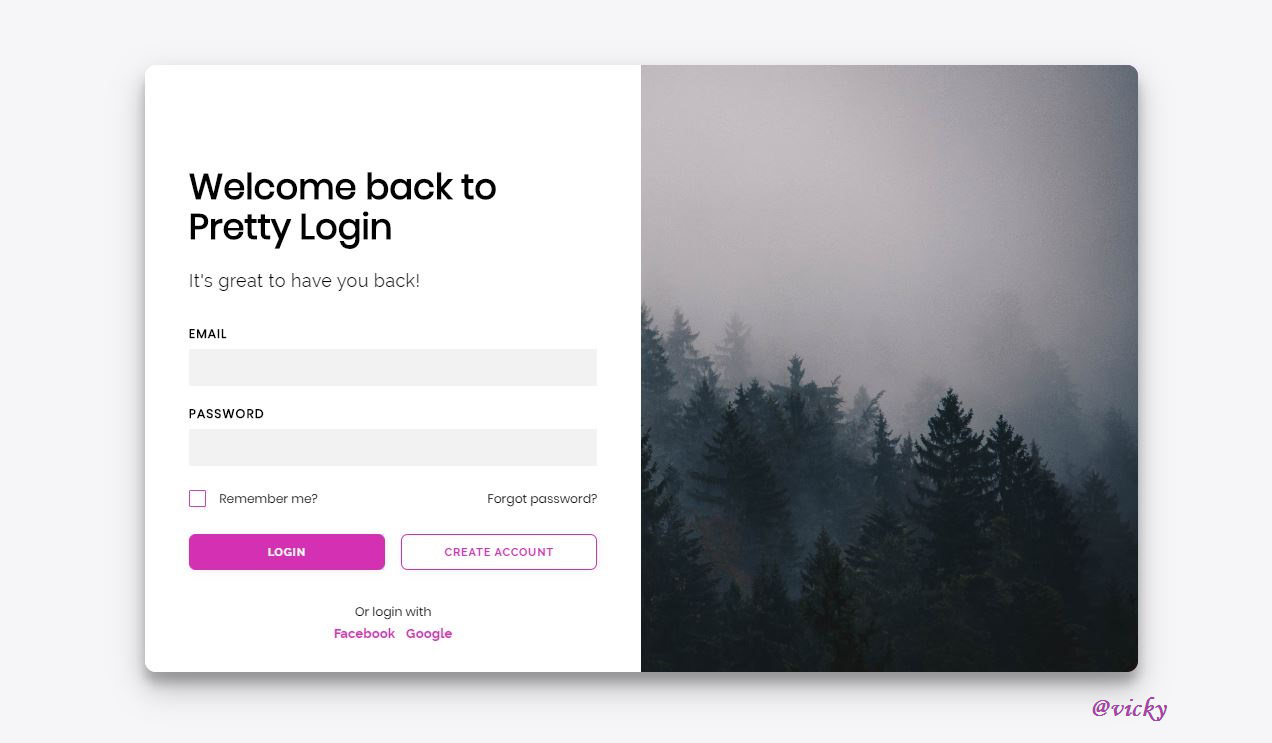 Welcome back to
Pretty Login
It's great to have you back!
EMAIL
PASSWORD
Remember me? Forgot password?
LOGIN CREATE ACCOUNT
Or login with
Facebook Google
@vicky